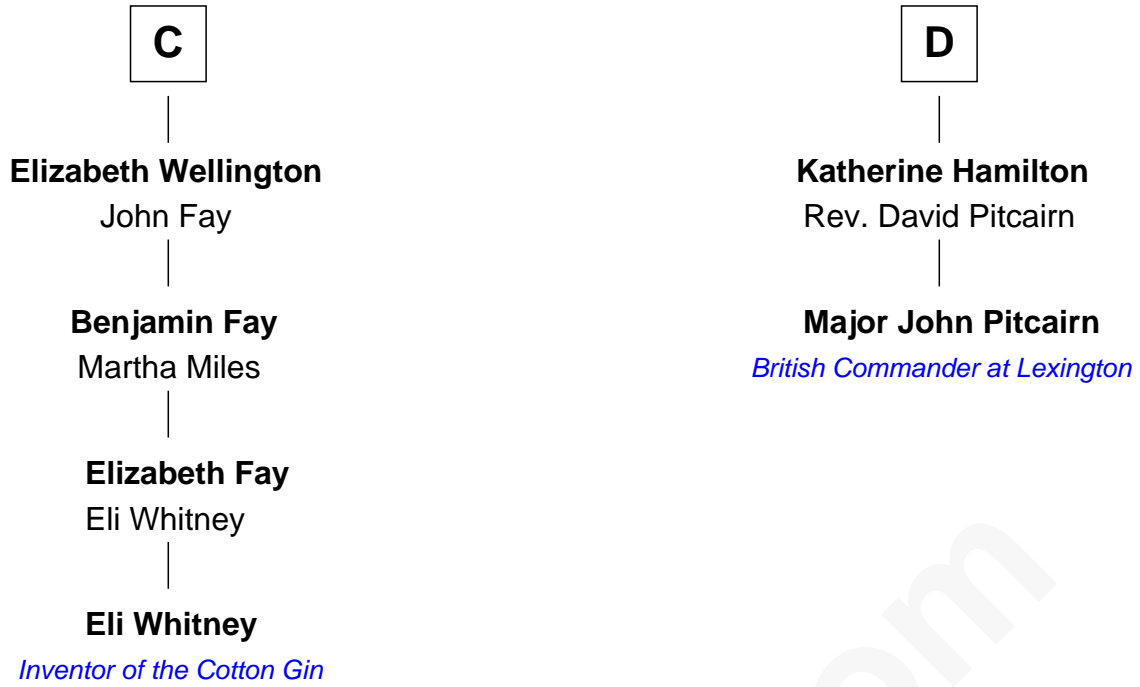 C
Elizabeth Wellington
John Fay
Benjamin Fay
Martha Miles
Elizabeth Fay
Eli Whitney
Eli Whitney
Inventor of the Cotton Gin
D
Katherine Hamilton
Rev. David Pitcairn
Major John Pitcairn
British Commander at Lexington
om